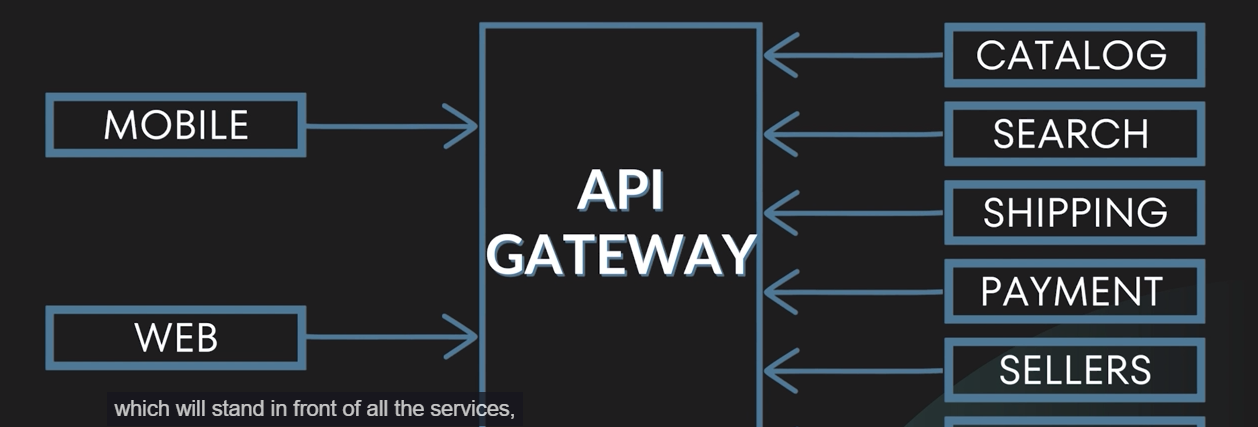 MOBILE
WEB
API
GATEWAY
CATALOG
SEARCH
SHIPPING
PAYMENT
SELLERS
which will stand in front of all the services,